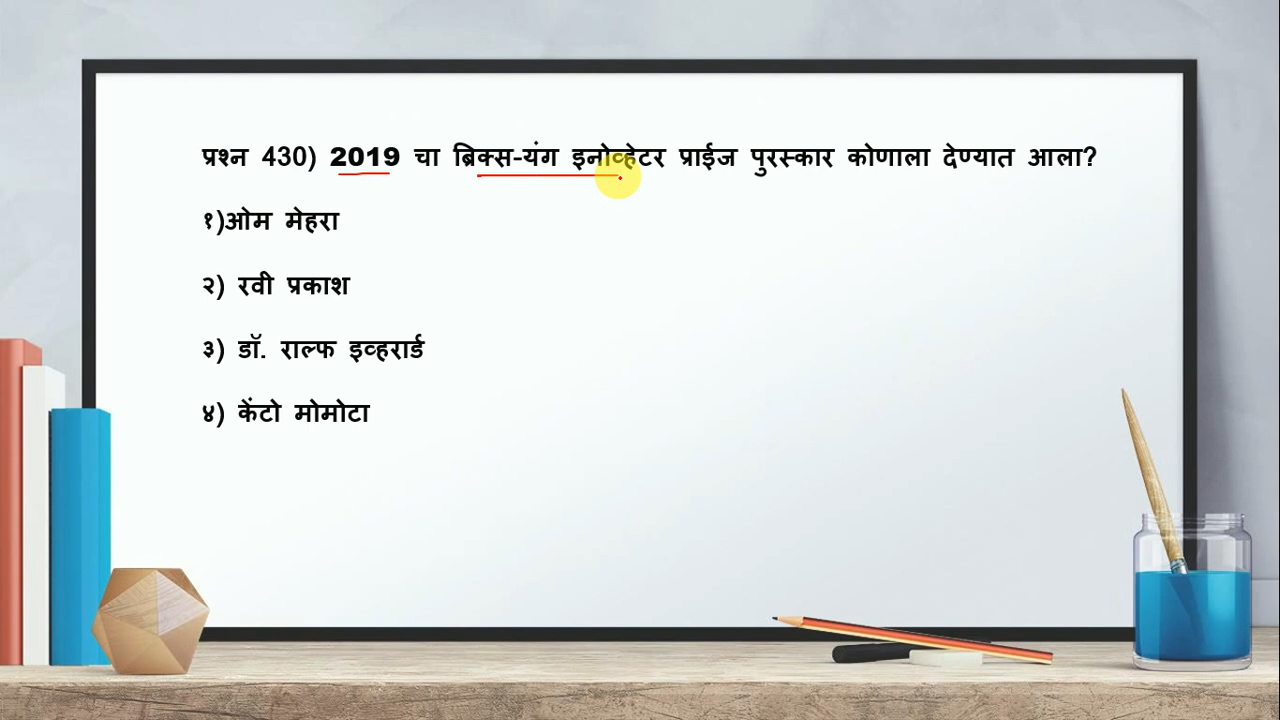 प्रश्न 430) 2019 चा ब्रिक्स-यंग इनोव्हेटर प्राईज पुरस्कार कोणाला देण्यात आला?
१)ओम मेहरा
२) रवी प्रकाश
३) डॉ. राल्फ इव्हरार्ड
४) केंटो मोमोटा